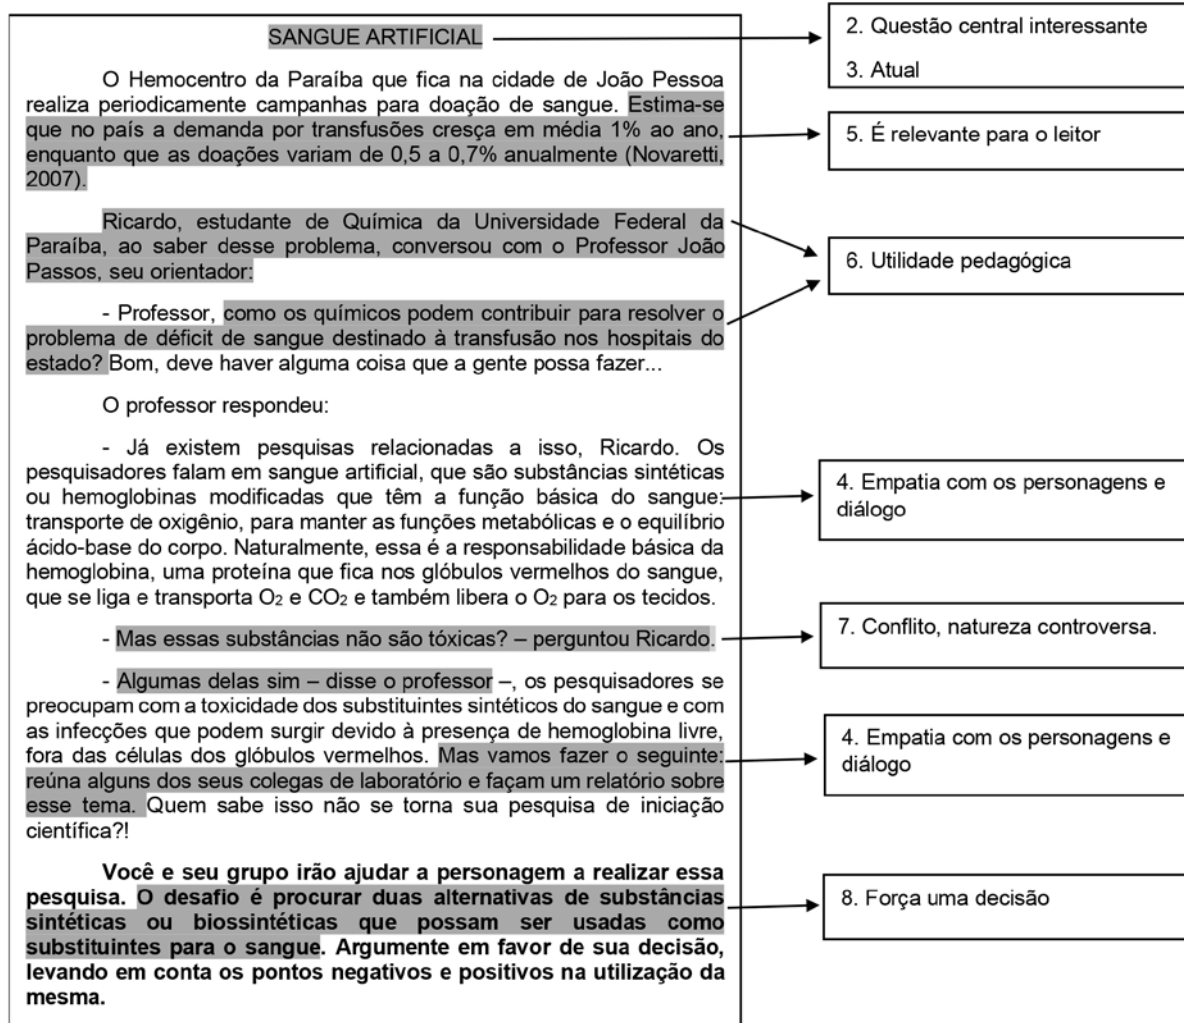 SANGUE ARTIFICIAL
2. Questão central interessante
3. Atual
O Hemocentro da Paraíba que fica na cidade de João Pessoa
realiza periodicamente campanhas para doação de sangue. Estima-se
que no país a demanda por transfusões cresça em média 1% ao ano,
enquanto que as doações variam de 0,5 a 0,7% anualmente (Novaretti,
2007).
5. É relevante para o leitor
Ricardo, estudante de Química da Universidade Federal da
Paraíba, ao saber desse problema, conversou com o Professor João
Passos, seu orientador:
6. Utilidade pedagógica
- Professor, como os químicos podem contribuir para resolver o
problema de déficit de sangue destinado à transfusão nos hospitais do
estado? Bom, deve haver alguma coisa que a gente possa fazer...
O professor respondeu:
- Já existem pesquisas relacionadas a isso, Ricardo. Os
pesquisadores falam em sangue artificial, que são substâncias sintéticas
ou hemoglobinas modificadas que têm a função básica do sangue:
transporte de oxigênio, para manter as funções metabólicas e o equilíbrio
ácido-base do corpo. Naturalmente, essa é a responsabilidade básica da
hemoglobina, uma proteína que fica nos glóbulos vermelhos do sangue,
que se liga e transporta O₂ e CO₂ e também libera o O₂ para os tecidos.
4. Empatia com os personagens e
diálogo
- Mas essas substâncias não são tóxicas? – perguntou Ricardo.
7. Conflito, natureza controversa.
- Algumas delas sim – disse o professor –, os pesquisadores se
preocupam com a toxicidade dos substituintes sintéticos do sangue e com
as infecções que podem surgir devido à presença de hemoglobina livre,
fora das células dos glóbulos vermelhos. Mas vamos fazer o seguinte:
reúna alguns dos seus colegas de laboratório e façam um relatório sobre
esse tema. Quem sabe isso não se torna sua pesquisa de iniciação
científica?!
4. Empatia com os personagens e
diálogo
Você e seu grupo irão ajudar a personagem a realizar essa
pesquisa. O desafio é procurar duas alternativas de substâncias
sintéticas ou biossintéticas que possam ser usadas como
substituintes para o sangue. Argumente em favor de sua decisão,
levando em conta os pontos negativos e positivos na utilização da
mesma.
8. Força uma decisão